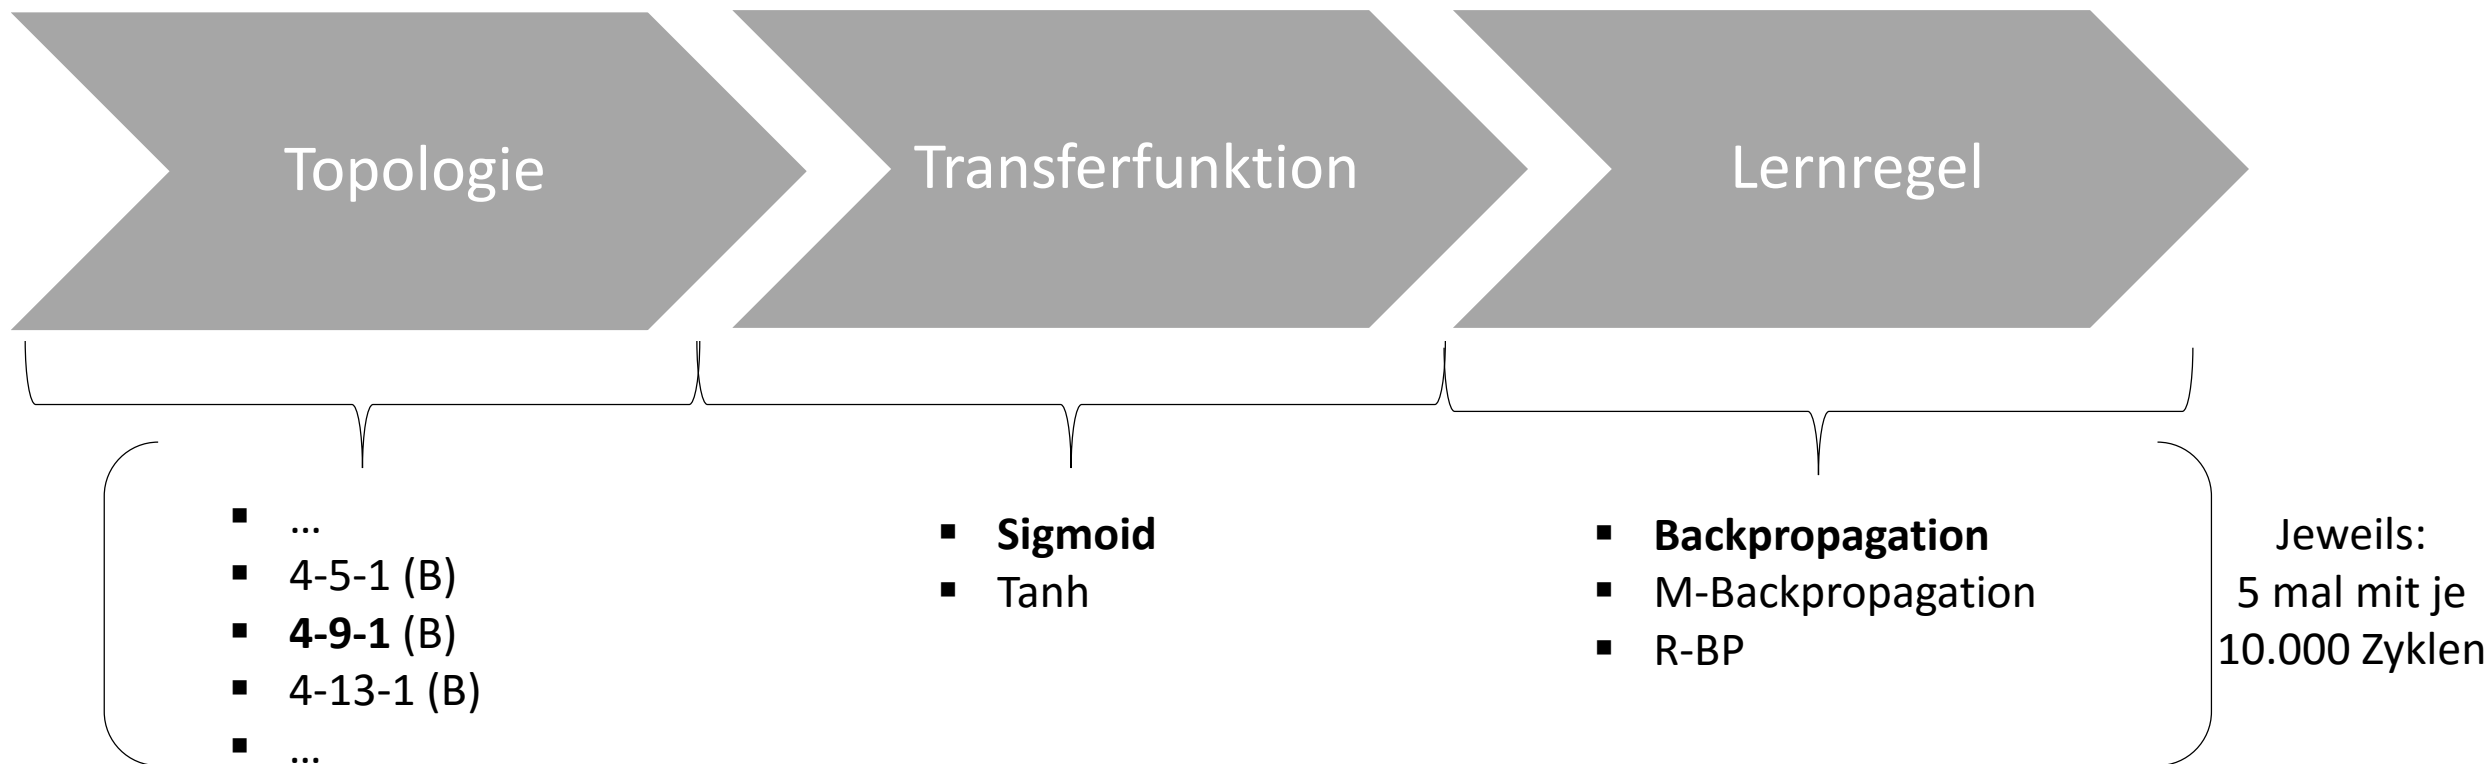 Topologie
Transferfunktion
Lernregel
...
4-5-1 (B)
4-9-1 (B)
4-13-1 (B)
...
Sigmoid
Tanh
Backpropagation
M-Backpropagation
R-BP
Jeweils:
5 mal mit je
10.000 Zyklen